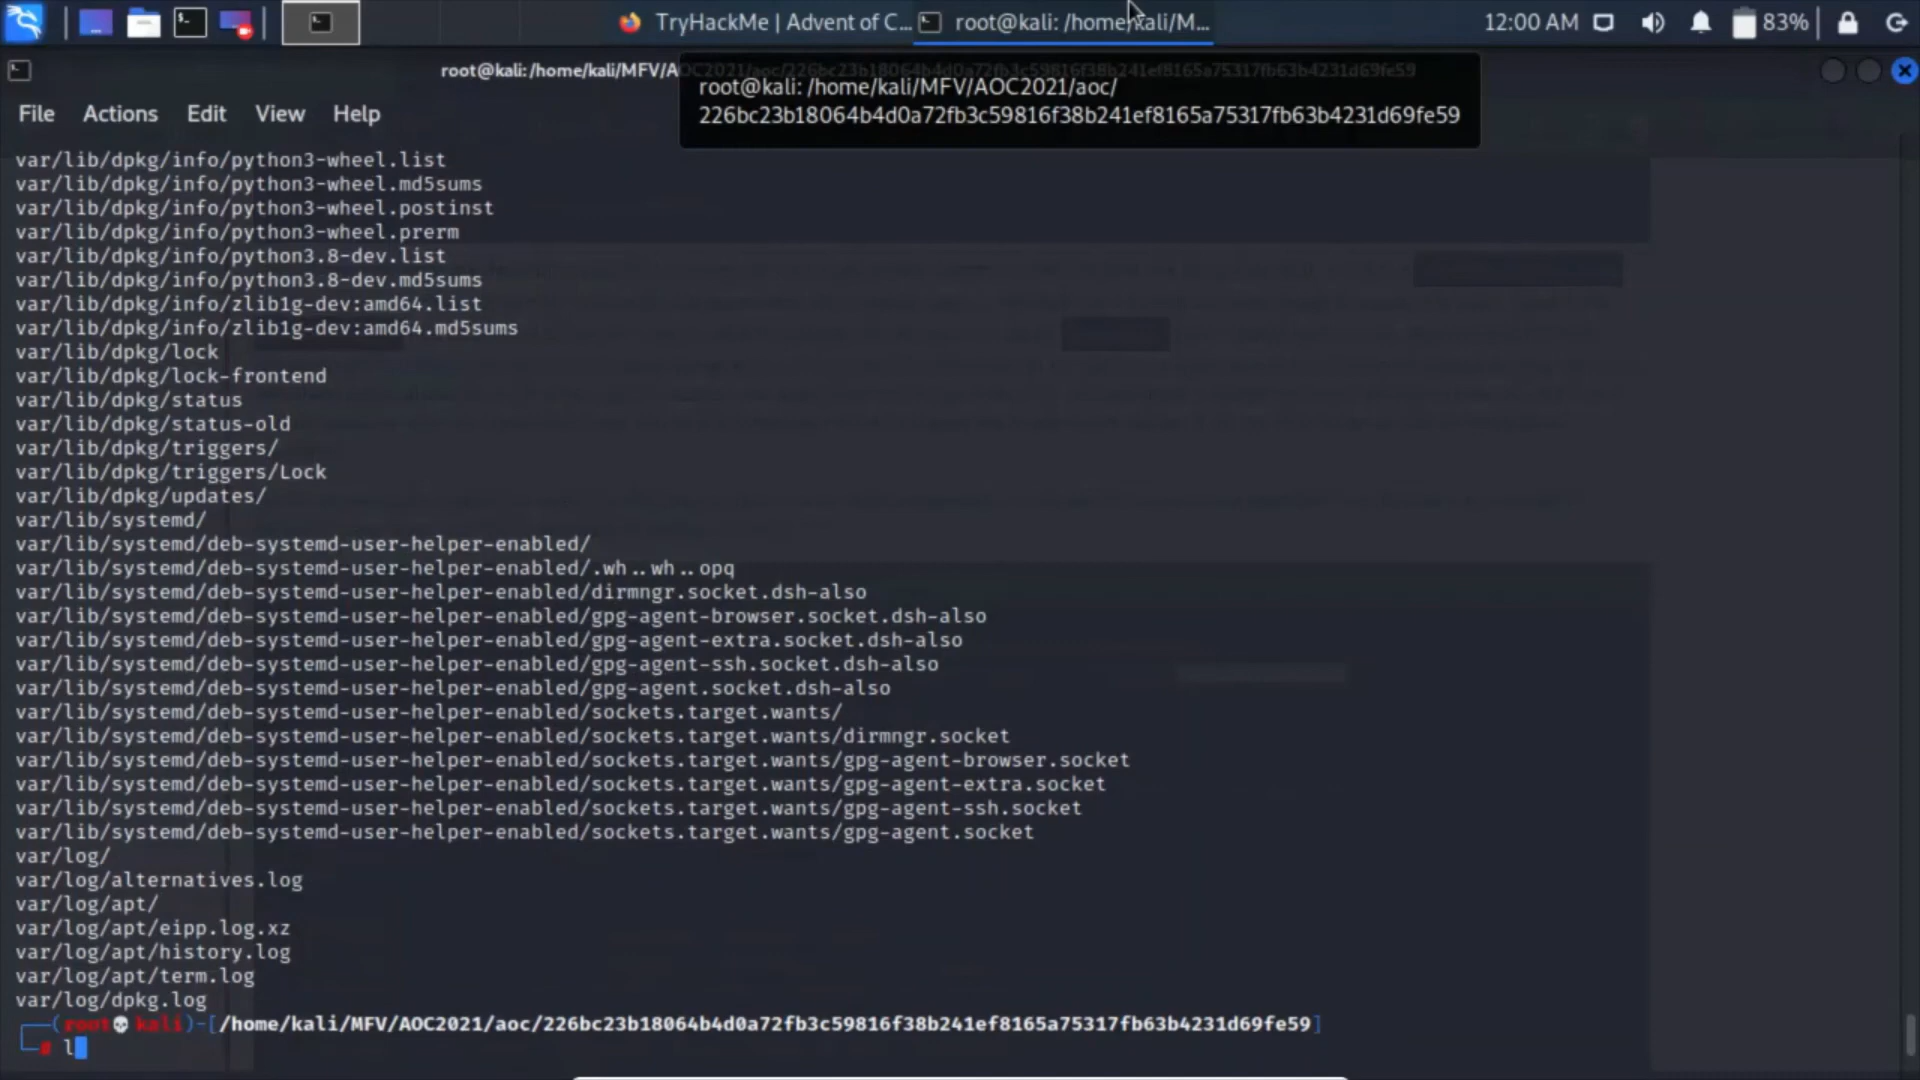 TryHackMe | Advent of C...
root@kali: /home/kali/M...
12:00 AM
83%
root@kali:/home/kali/MFV/AOC2021/aoc/226bc23b18064b4d0a72fb3c59816f38b241ef8165a75317fb63b4231d69fe59
root@kali: /home/kali/MFV/AOC2021/aoc/
226bc23b18064b4d0a72fb3c59816f38b241ef8165a75317fb63b4231d69fe59
File Actions Edit View Help
var/lib/dpkg/info/python3-wheel.list
var/lib/dpkg/info/python3-wheel.md5sums
var/lib/dpkg/info/python3-wheel.postinst
var/lib/dpkg/info/python3-wheel.prerm
var/lib/dpkg/info/python3.8-dev.list
var/lib/dpkg/info/python3.8-dev.md5sums
var/lib/dpkg/info/zlib1g-dev:amd64.list
var/lib/dpkg/info/zlib1g-dev:amd64.md5sums
var/lib/dpkg/lock
var/lib/dpkg/lock-frontend
var/lib/dpkg/status
var/lib/dpkg/status-old
var/lib/dpkg/triggers/
var/lib/dpkg/triggers/Lock
var/lib/dpkg/updates/
var/lib/systemd/
var/lib/systemd/deb-systemd-user-helper-enabled/
var/lib/systemd/deb-systemd-user-helper-enabled/.wh..wh..opq
var/lib/systemd/deb-systemd-user-helper-enabled/dirmngr.socket.dsh-also
var/lib/systemd/deb-systemd-user-helper-enabled/gpg-agent-browser.socket.dsh-also
var/lib/systemd/deb-systemd-user-helper-enabled/gpg-agent-extra.socket.dsh-also
var/lib/systemd/deb-systemd-user-helper-enabled/gpg-agent-ssh.socket.dsh-also
var/lib/systemd/deb-systemd-user-helper-enabled/gpg-agent.socket.dsh-also
var/lib/systemd/deb-systemd-user-helper-enabled/sockets.target.wants/
var/lib/systemd/deb-systemd-user-helper-enabled/sockets.target.wants/dirmngr.socket
var/lib/systemd/deb-systemd-user-helper-enabled/sockets.target.wants/gpg-agent-browser.socket
var/lib/systemd/deb-systemd-user-helper-enabled/sockets.target.wants/gpg-agent-extra.socket
var/lib/systemd/deb-systemd-user-helper-enabled/sockets.target.wants/gpg-agent-ssh.socket
var/lib/systemd/deb-systemd-user-helper-enabled/sockets.target.wants/gpg-agent.socket
var/log/
var/log/alternatives.log
var/log/apt/
var/log/apt/eipp.log.xz
var/log/apt/history.log
var/log/apt/term.log
var/log/dpkg.log
(root💀kali)-[/home/kali/MFV/AOC2021/aoc/226bc23b18064b4d0a72fb3c59816f38b241ef8165a75317fb63b4231d69fe59]
# l